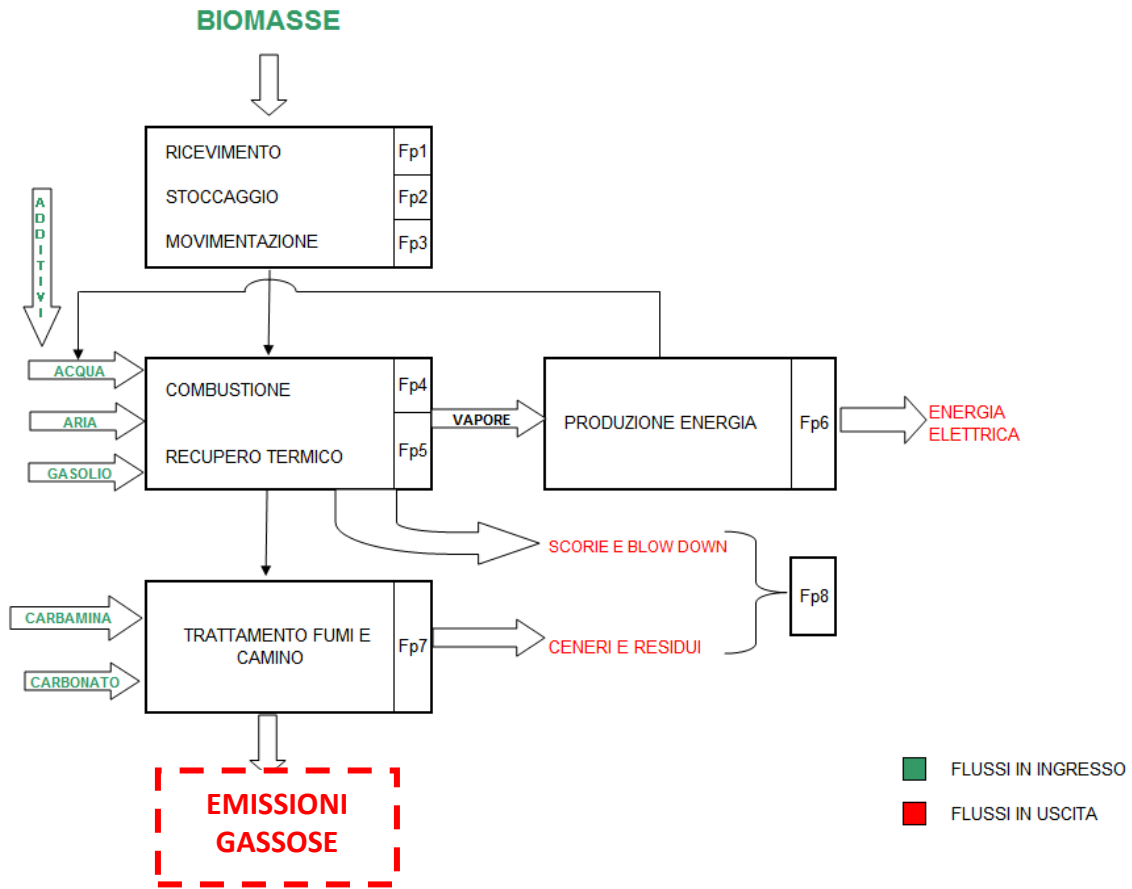 BIOMASSE
RICEVIMENTO
Fp1
STOCCAGGIO
Fp2
MOVIMENTAZIONE
Fp3
ADDITIVI
ACQUA
ARIA
GASOLIO
COMBUSTIONE
Fp4
RECUPERO TERMICO
Fp5
VAPORE
PRODUZIONE ENERGIA
Fp6
ENERGIA
ELETTRICA
SCORIE E BLOW DOWN
Fp8
CARBAMINA
CARBONATO
TRATTAMENTO FUMI E
CAMINO
Fp7
CENERI E RESIDUI
EMISSIONI
GASSOSE
FLUSSI IN INGRESSO
FLUSSI IN USCITA